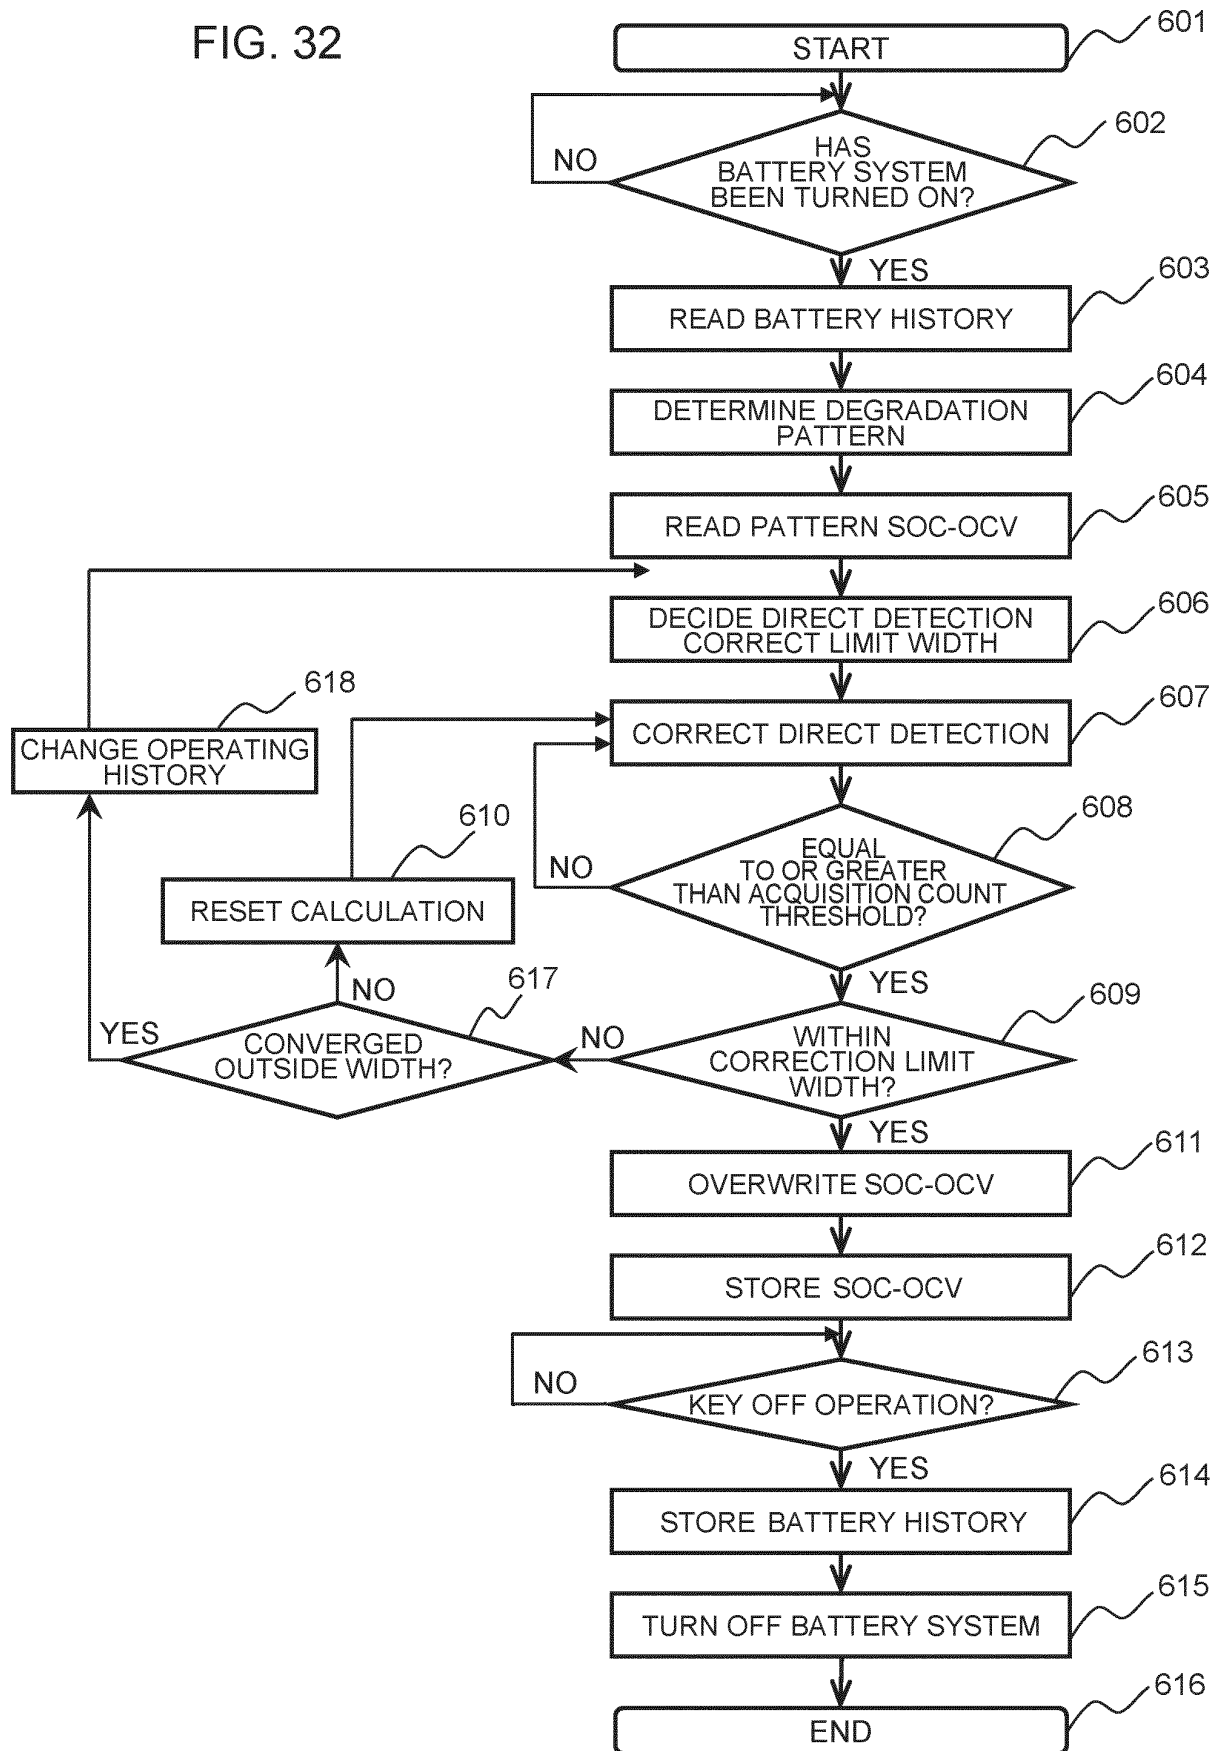 FIG. 32
START
601
HAS
BATTERY SYSTEM
BEEN TURNED ON?
602
NO
YES
READ BATTERY HISTORY
603
DETERMINE DEGRADATION
PATTERN
604
READ PATTERN SOC-OCV
605
DECIDE DIRECT DETECTION
CORRECT LIMIT WIDTH
606
CORRECT DIRECT DETECTION
607
618
CHANGE OPERATING
HISTORY
610
RESET CALCULATION
EQUAL
TO OR GREATER
THAN ACQUISITION COUNT
THRESHOLD?
608
NO
YES
WITHIN
CORRECTION LIMIT
WIDTH?
609
NO
YES
CONVERGED
OUTSIDE WIDTH?
617
NO
YES
OVERWRITE SOC-OCV
611
STORE SOC-OCV
612
KEY OFF OPERATION?
613
NO
YES
STORE BATTERY HISTORY
614
TURN OFF BATTERY SYSTEM
615
END
616